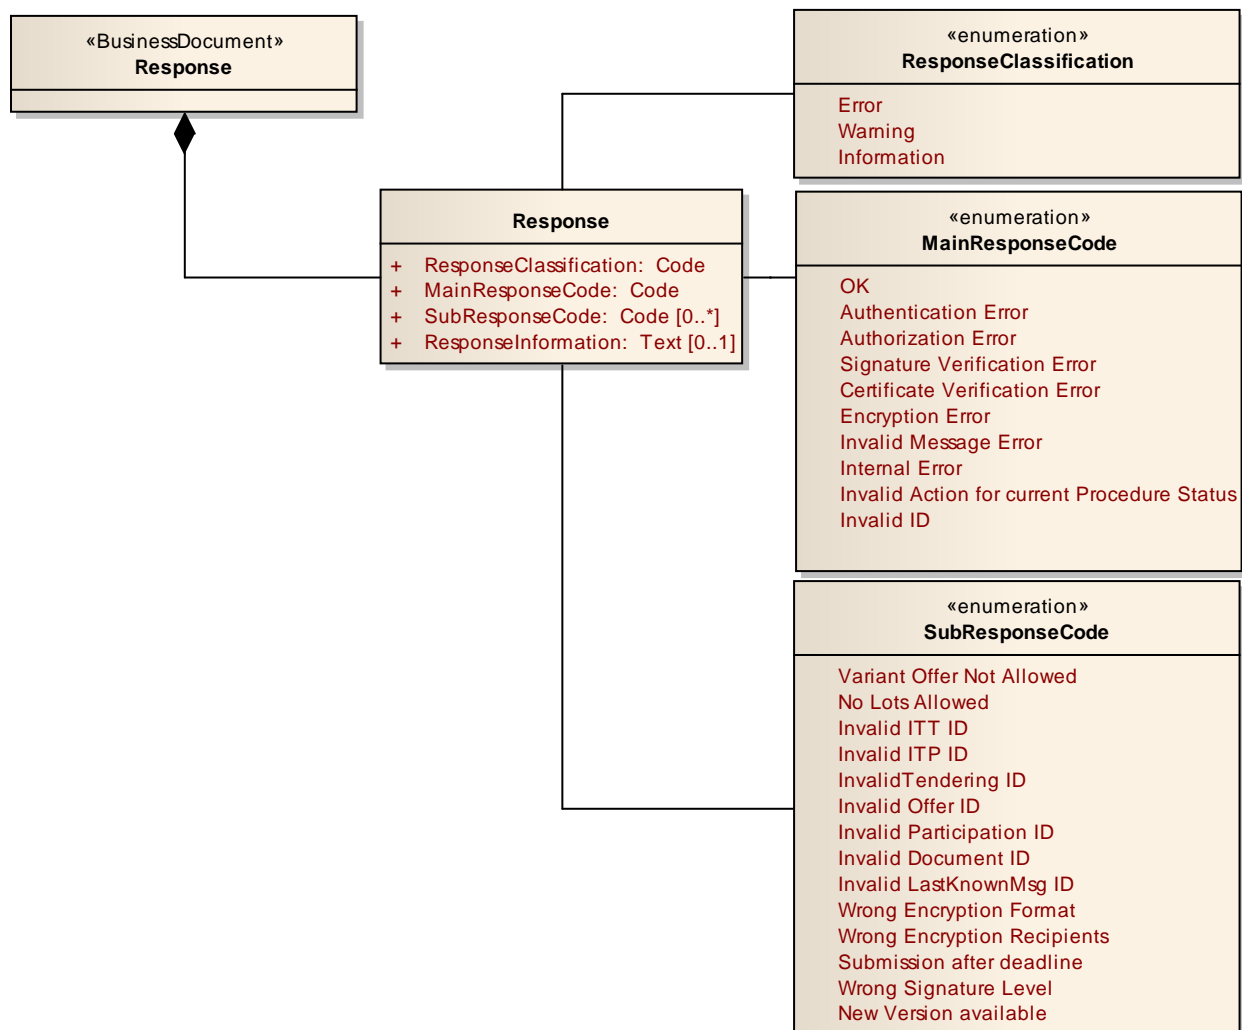 «BusinessDocument»
Response
«enumeration»
ResponseClassification
Error
Warning
Information
Response
+ ResponseClassification: Code
+ MainResponseCode: Code
+ SubResponseCode: Code [0..*]
+ ResponseInformation: Text [0..1]
«enumeration»
MainResponseCode
OK
Authentication Error
Authorization Error
Signature Verification Error
Certificate Verification Error
Encryption Error
Invalid Message Error
Internal Error
Invalid Action for current Procedure Status
Invalid ID
«enumeration»
SubResponseCode
Variant Offer Not Allowed
No Lots Allowed
Invalid ITT ID
Invalid ITP ID
InvalidTendering ID
Invalid Offer ID
Invalid Participation ID
Invalid Document ID
Invalid LastKnownMsg ID
Wrong Encryption Format
Wrong Encryption Recipients
Submission after deadline
Wrong Signature Level
New Version available